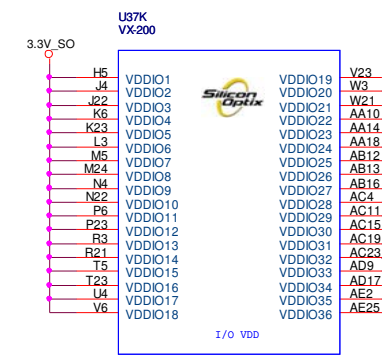 U37K
VX-200
3.3V_SO
Silicon
Optix
H5 VDDIO1 VDDIO19 V23
J4 VDDIO2 VDDIO20 W3
J22 VDDIO3 VDDIO21 W21
K6 VDDIO4 VDDIO22 AA10
K23 VDDIO5 VDDIO23 AA14
L3 VDDIO6 VDDIO24 AA18
M5 VDDIO7 VDDIO25 AB12
M24 VDDIO8 VDDIO26 AB13
N4 VDDIO9 VDDIO27 AB16
N22 VDDIO10 VDDIO28 AC4
P6 VDDIO11 VDDIO29 AC11
P23 VDDIO12 VDDIO30 AC15
R3 VDDIO13 VDDIO31 AC19
R21 VDDIO14 VDDIO32 AC23
T5 VDDIO15 VDDIO33 AD9
T23 VDDIO16 VDDIO34 AD17
U4 VDDIO17 VDDIO35 AE2
V6 VDDIO18 VDDIO36 AE25
I/O VDD